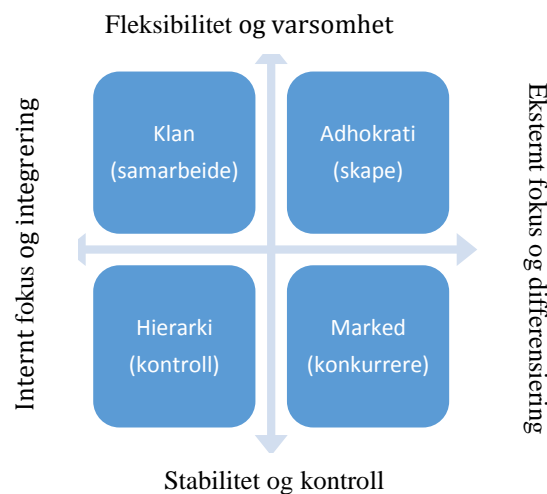 Fleksibilitet og varsomhet
Internt fokus og integrering
Klan
(samarbeide)
Adhokrati
(skape)
Eksternt fokus og differensiering
Hierarki
(kontroll)
Marked
(konkurrere)
Stabilitet og kontroll